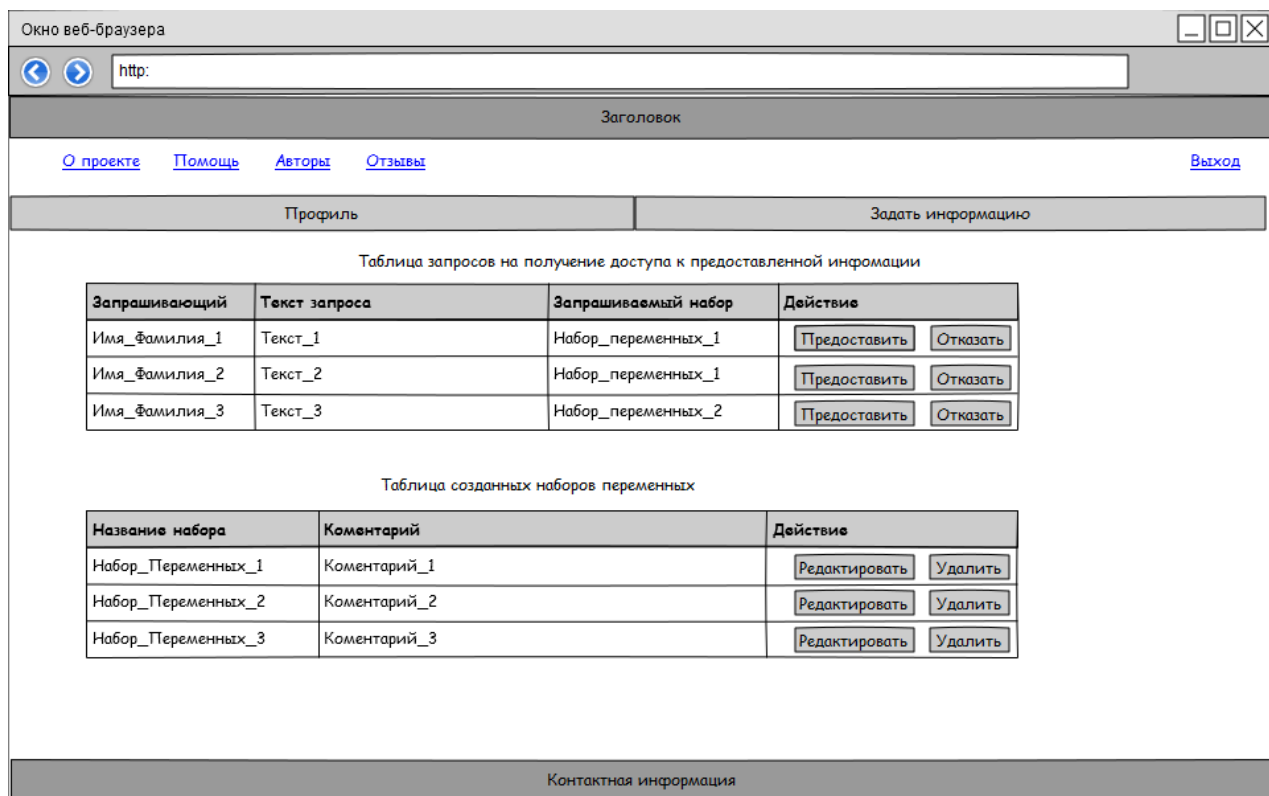 Окно веб-браузера
http:
Заголовок
О проекте Помощь Авторы Отзывы Выход
Профиль Задать информацию
Таблица запросов на получение доступа к предоставленной инфомации
Запрашивающий Текст запроса Запрашиваемый набор Действие
Имя_Фамилия_1 Текст_1 Набор_переменных_1 Предоставить Отказать
Имя_Фамилия_2 Текст_2 Набор_переменных_1 Предоставить Отказать
Имя_Фамилия_3 Текст_3 Набор_переменных_2 Предоставить Отказать
Таблица созданных наборов переменных
Название набора Коментарий Действие
Набор_Переменных_1 Коментарий_1 Редактировать Удалить
Набор_Переменных_2 Коментарий_2 Редактировать Удалить
Набор_Переменных_3 Коментарий_3 Редактировать Удалить
Контактная информация